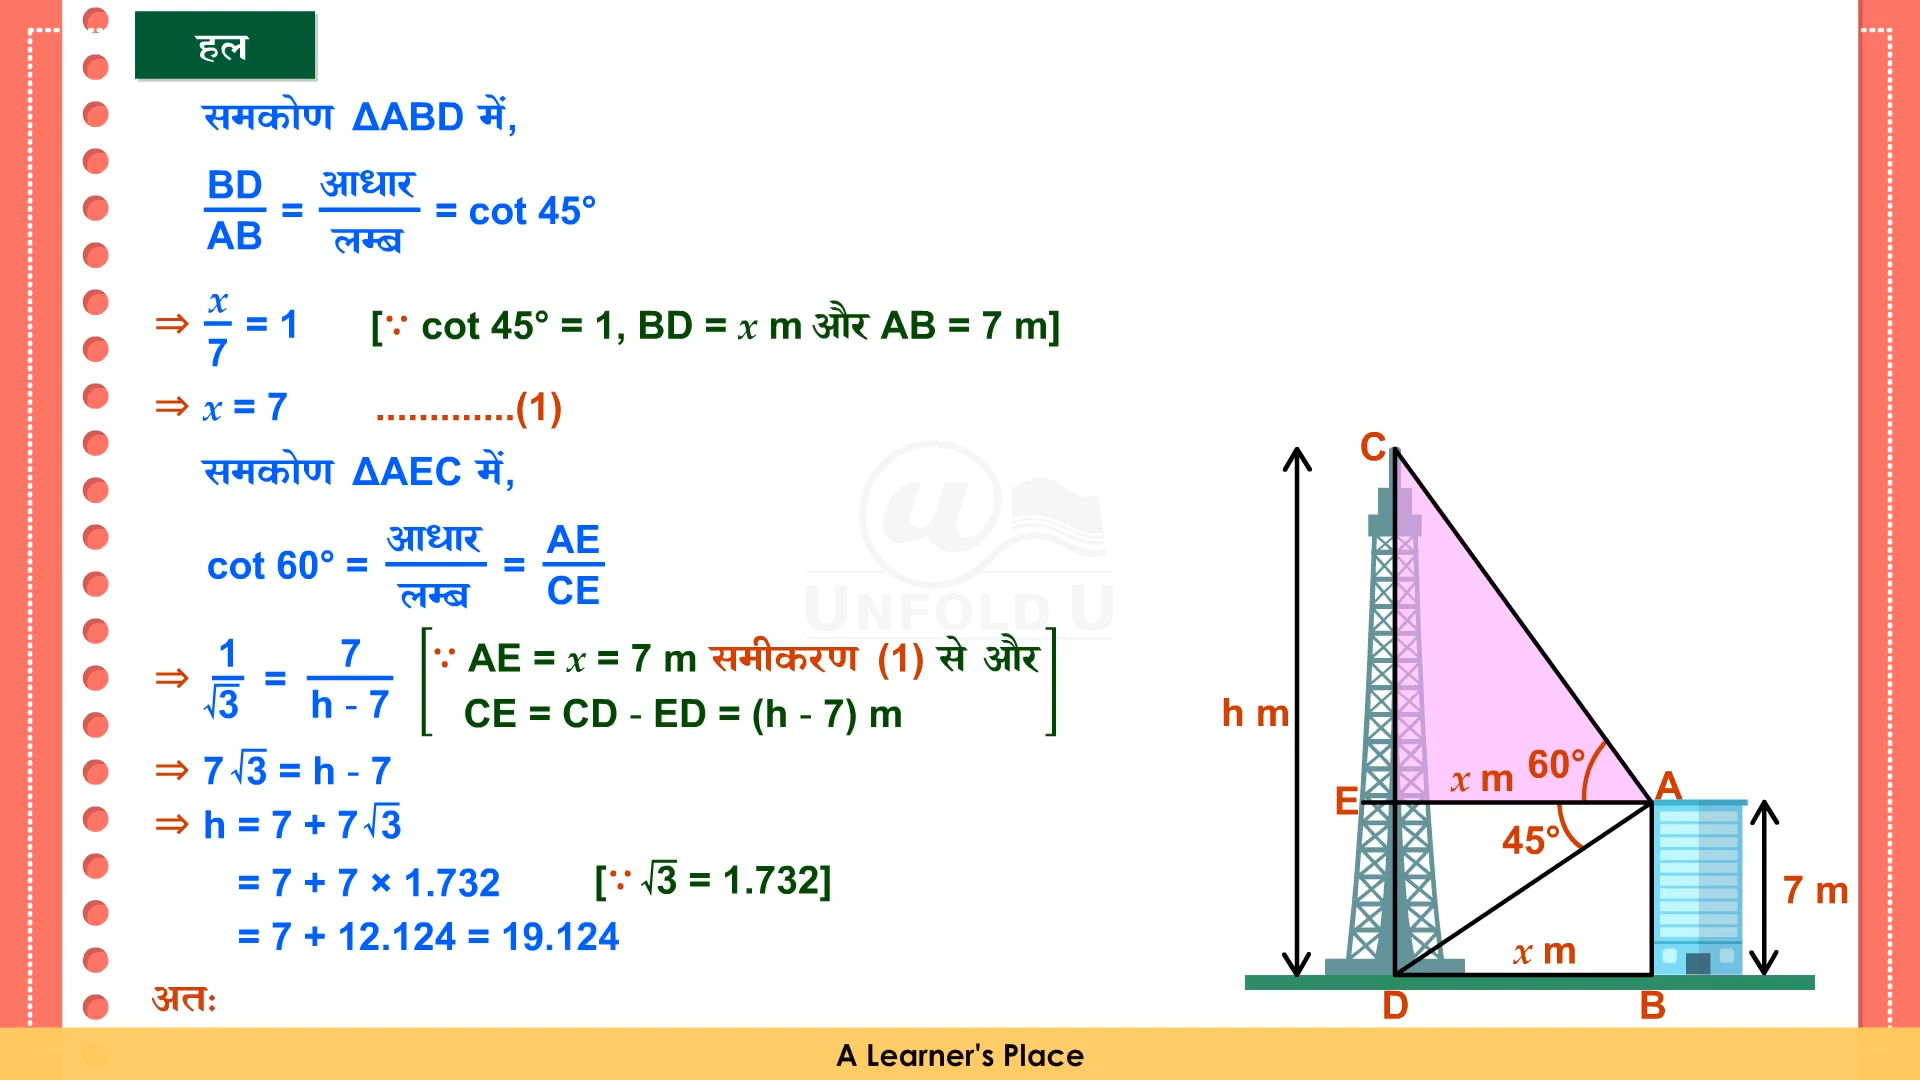 हल
समकोण ΔABD में,
BD/AB = आधार/लम्ब = cot 45°
⇒ x/7 = 1 [∵ cot 45° = 1, BD = x m और AB = 7 m]
⇒ x = 7 .............(1)
समकोण ΔAEC में,
cot 60° = आधार/लम्ब = AE/CE
⇒ 1/√3 = 7/h - 7 [∵ AE = x = 7 m समीकरण (1) से और
CE = CD - ED = (h - 7) m]
⇒ 7√3 = h - 7
⇒ h = 7 + 7√3
= 7 + 7 × 1.732 [∵ √3 = 1.732]
= 7 + 12.124 = 19.124
अतः
C
h m
60°
x m
A
E
45°
7 m
x m
D
B
U UNFOLD U
A Learner's Place